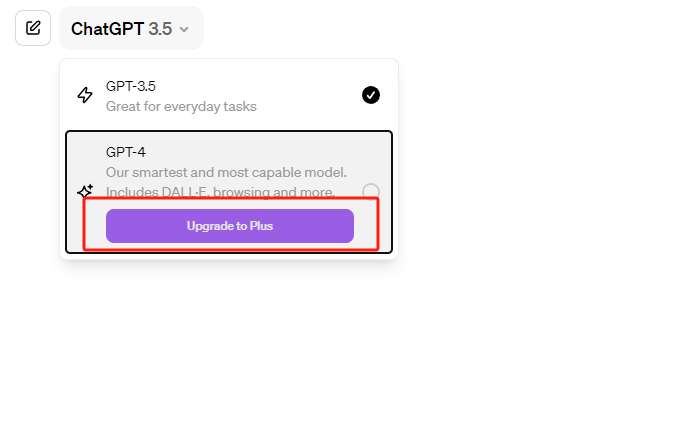 ChatGPT 3.5
GPT-3.5
Great for everyday tasks
GPT-4
Our smartest and most capable model.
Includes DALL·E, browsing and more.
Upgrade to Plus